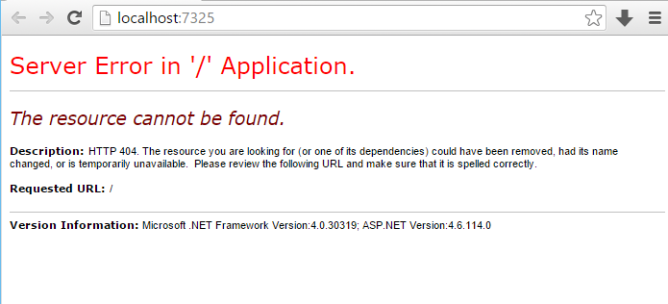 localhost:7325
Server Error in '/' Application.
The resource cannot be found.
Description: HTTP 404. The resource you are looking for (or one of its dependencies) could have been removed, had its name
changed, or is temporarily unavailable.  Please review the following URL and make sure that it is spelled correctly.
Requested URL: /
Version Information: Microsoft .NET Framework Version:4.0.30319; ASP.NET Version:4.6.114.0